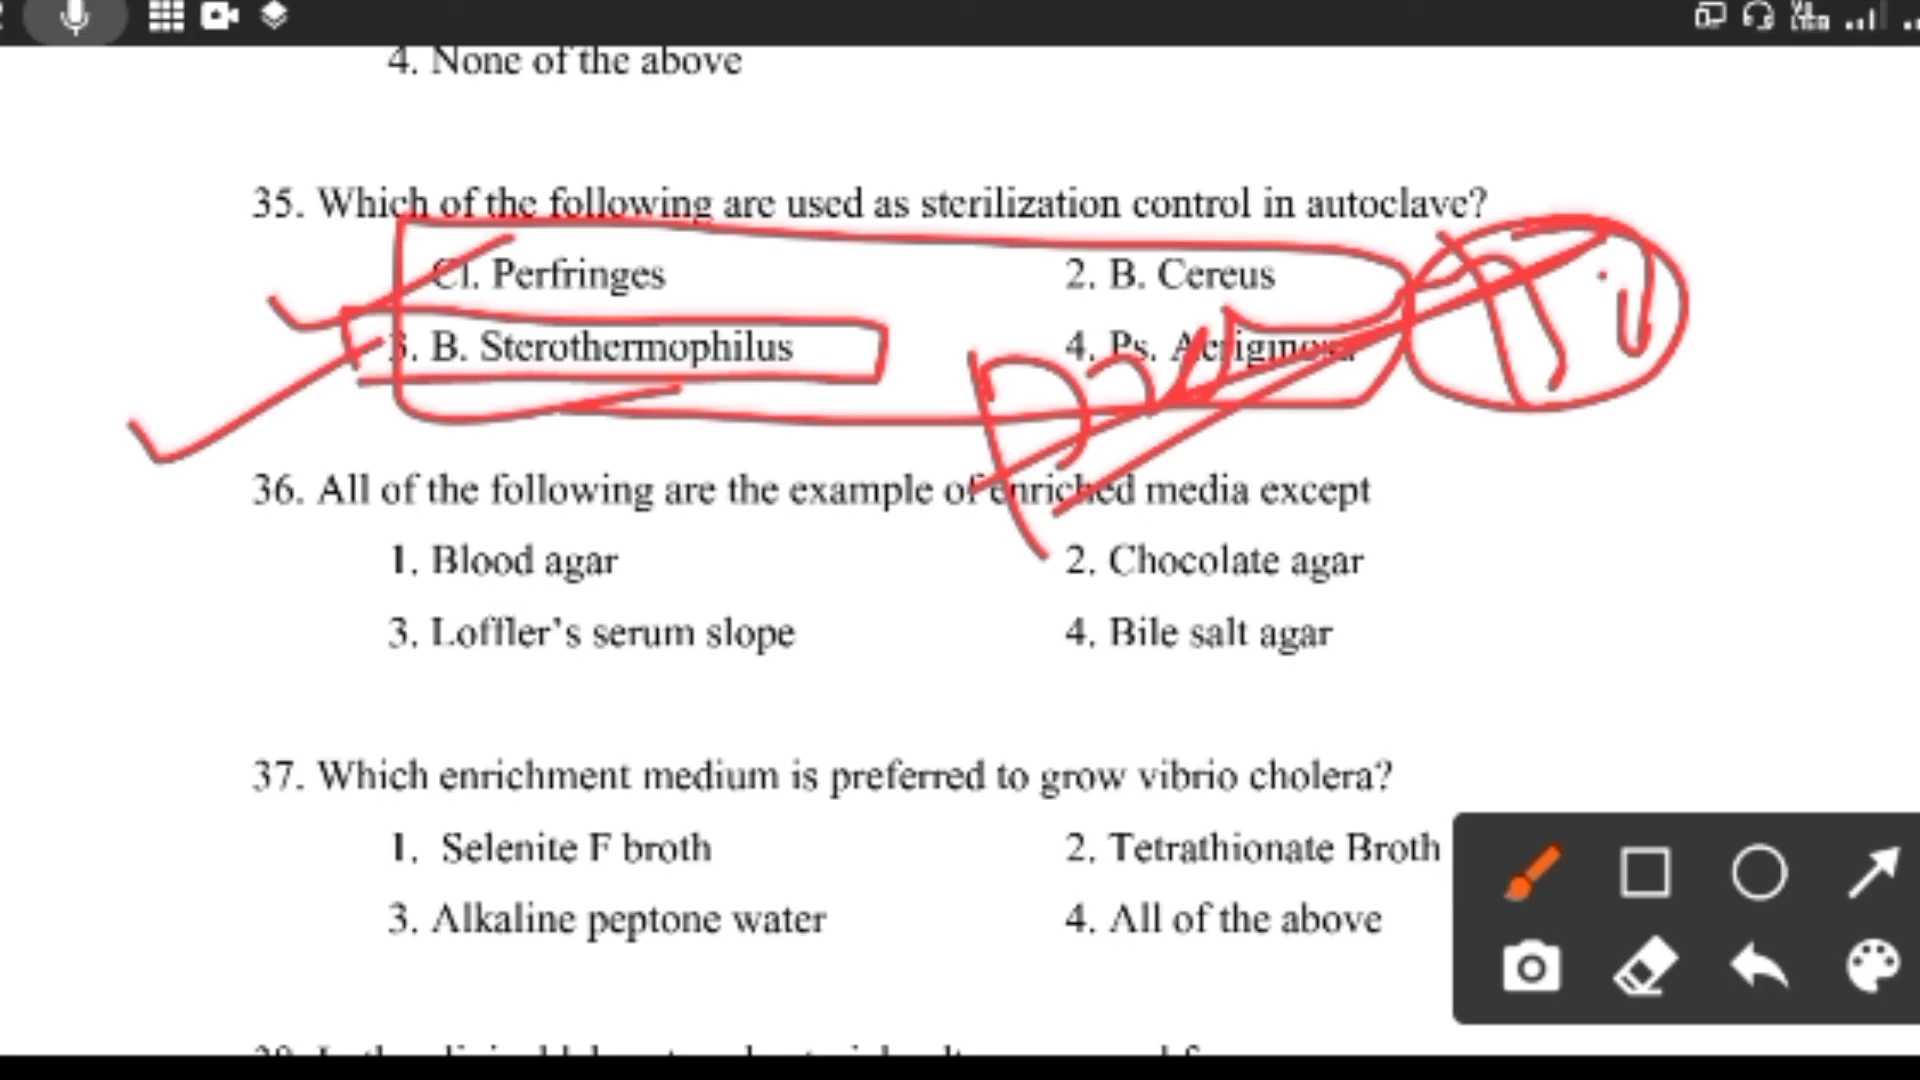 4. None of the above
35. Which of the following are used as sterilization control in autoclave?
Cl. Perfringes
2. B. Cereus
3. B. Sterothermophilus
4. Ps.
36. All of the following are the example of enriched media except
1. Blood agar
2. Chocolate agar
3. Loffler's serum slope
4. Bile salt agar
37. Which enrichment medium is preferred to grow vibrio cholera?
1. Selenite F broth
2. Tetrathionate Broth
3. Alkaline peptone water
4. All of the above